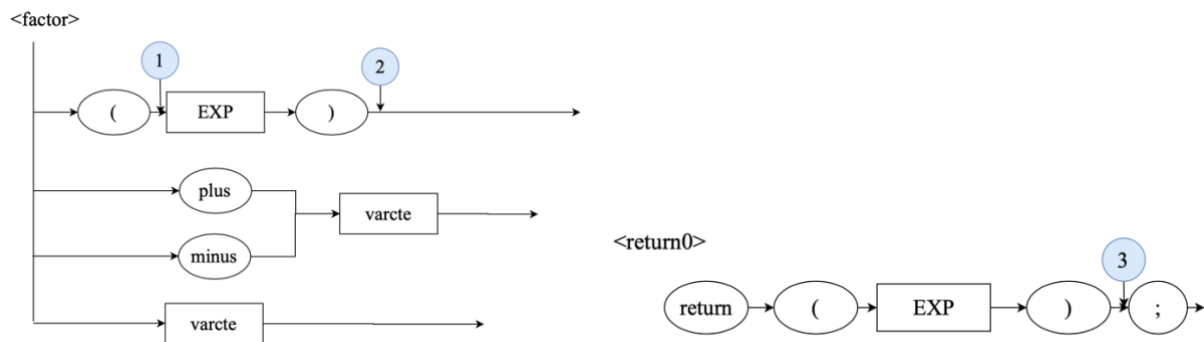 <factor>
1
2
( EXP )
plus
varcte
minus
varcte
<return0>
3
return ( EXP ) ;